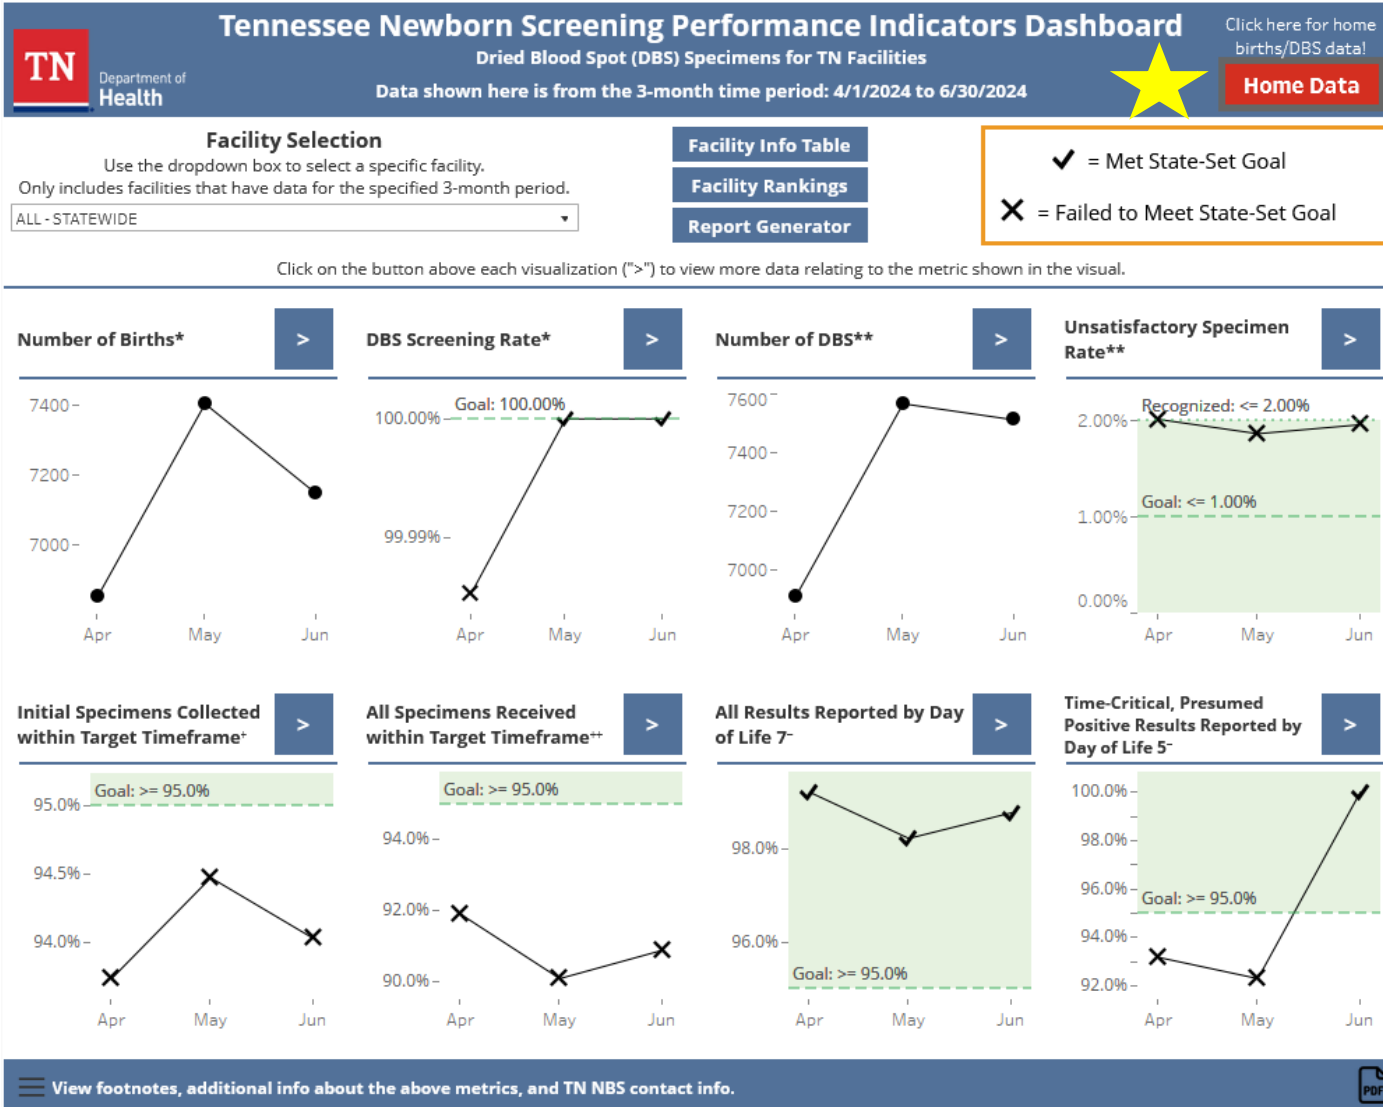 Tennessee Newborn Screening Performance Indicators Dashboard
Dried Blood Spot (DBS) Specimens for TN Facilities
Data shown here is from the 3-month time period: 4/1/2024 to 6/30/2024
TN
Department of
Health
Click here for home
births/DBS data!
Home Data
Facility Selection
Use the dropdown box to select a specific facility.
Only includes facilities that have data for the specified 3-month period.
ALL - STATEWIDE
Facility Info Table
Facility Rankings
Report Generator
✔ = Met State-Set Goal
✕ = Failed to Meet State-Set Goal
Click on the button above each visualization (">") to view more data relating to the metric shown in the visual.
Number of Births*
>
7400
7200
7000
Apr May Jun
DBS Screening Rate*
>
Goal: 100.00%
100.00%
99.99%
Apr May Jun
Number of DBS**
>
7600
7400
7200
7000
Apr May Jun
Unsatisfactory Specimen
Rate**
>
Recognized: <= 2.00%
2.00%
Goal: <= 1.00%
1.00%
0.00%
Apr May Jun
Initial Specimens Collected
within Target Timeframe⁺
>
Goal: >= 95.0%
95.0%
94.5%
94.0%
Apr May Jun
All Specimens Received
within Target Timeframe⁺⁺
>
Goal: >= 95.0%
94.0%
92.0%
90.0%
Apr May Jun
All Results Reported by Day
of Life 7⁻
>
98.0%
96.0%
Goal: >= 95.0%
Apr May Jun
Time-Critical, Presumed
Positive Results Reported by
Day of Life 5⁻
>
100.0%
98.0%
96.0%
Goal: >= 95.0%
94.0%
92.0%
Apr May Jun
View footnotes, additional info about the above metrics, and TN NBS contact info.
PDF